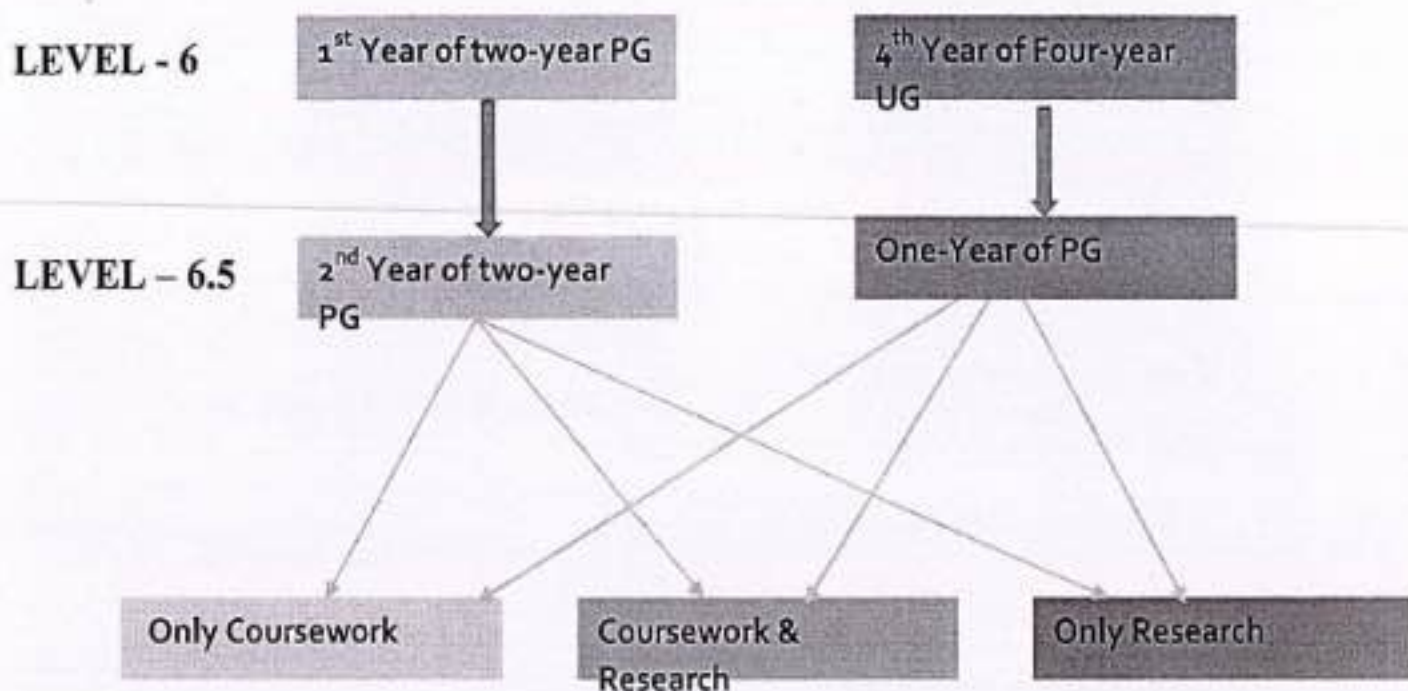 LEVEL - 6
1st Year of two-year PG
4th Year of Four-year
UG
LEVEL – 6.5
2nd Year of two-year
PG
One-Year of PG
Only Coursework
Coursework &
Research
Only Research